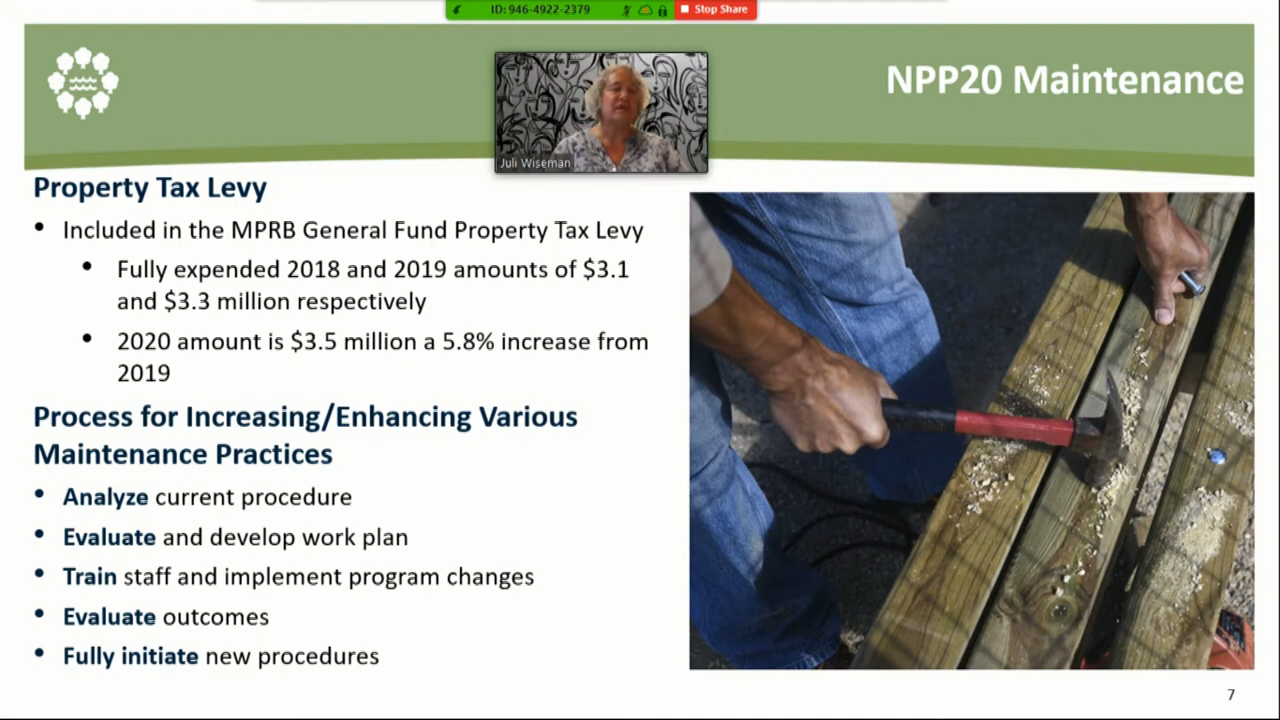 ID: 946-4922-2379
Stop Share
NPP20 Maintenance
Juli Wiseman
Property Tax Levy
• Included in the MPRB General Fund Property Tax Levy
• Fully expended 2018 and 2019 amounts of $3.1
and $3.3 million respectively
• 2020 amount is $3.5 million a 5.8% increase from
2019
Process for Increasing/Enhancing Various
Maintenance Practices
• Analyze current procedure
• Evaluate and develop work plan
• Train staff and implement program changes
• Evaluate outcomes
• Fully initiate new procedures
7